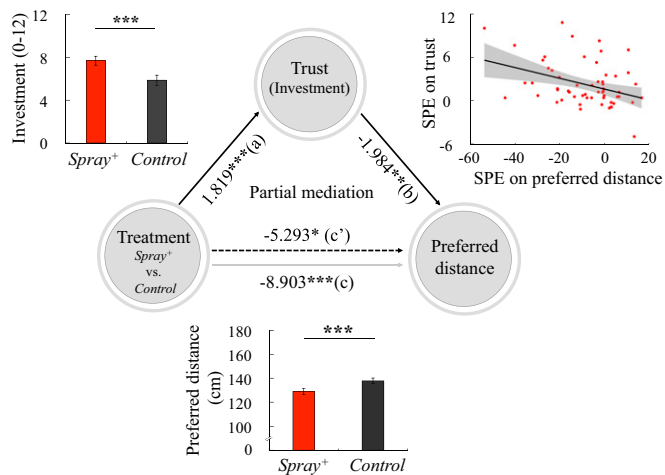 Investment (0-12)
12
8
4
0
***
Spray+
Control
Trust
(Investment)
SPE on trust
12
6
0
-6
-60
-40
-20
0
20
SPE on preferred distance
1.819***(a)
-1.984**(b)
Partial mediation
Treatment
Spray+
vs.
Control
-5.293* (c')
-8.903***(c)
Preferred
distance
Preferred distance
(cm)
180
160
140
120
100
0
***
Spray+
Control